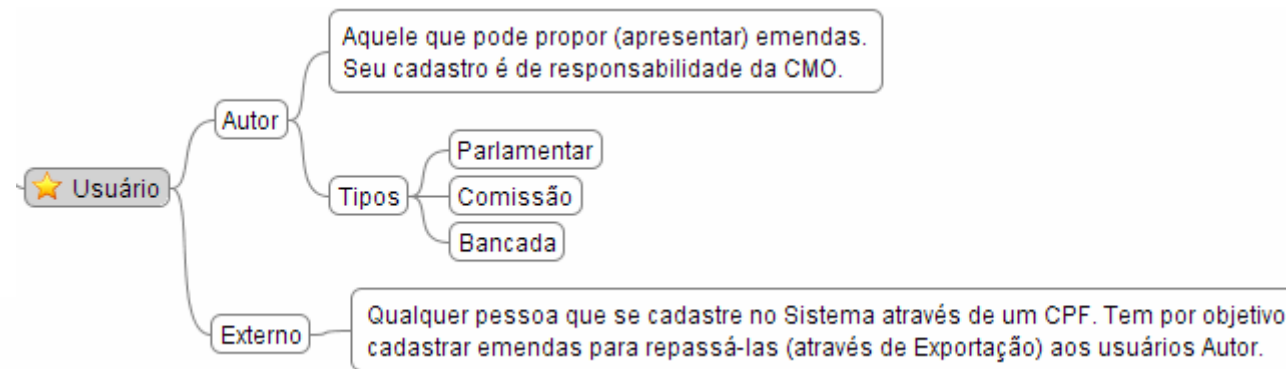 Aquele que pode propor (apresentar) emendas.
Seu cadastro é de responsabilidade da CMO.
Autor
Parlamentar
Usuário
Tipos
Comissão
Bancada
Externo
Qualquer pessoa que se cadastre no Sistema através de um CPF. Tem por objetivo
cadastrar emendas para repassá-las (através de Exportação) aos usuários Autor.